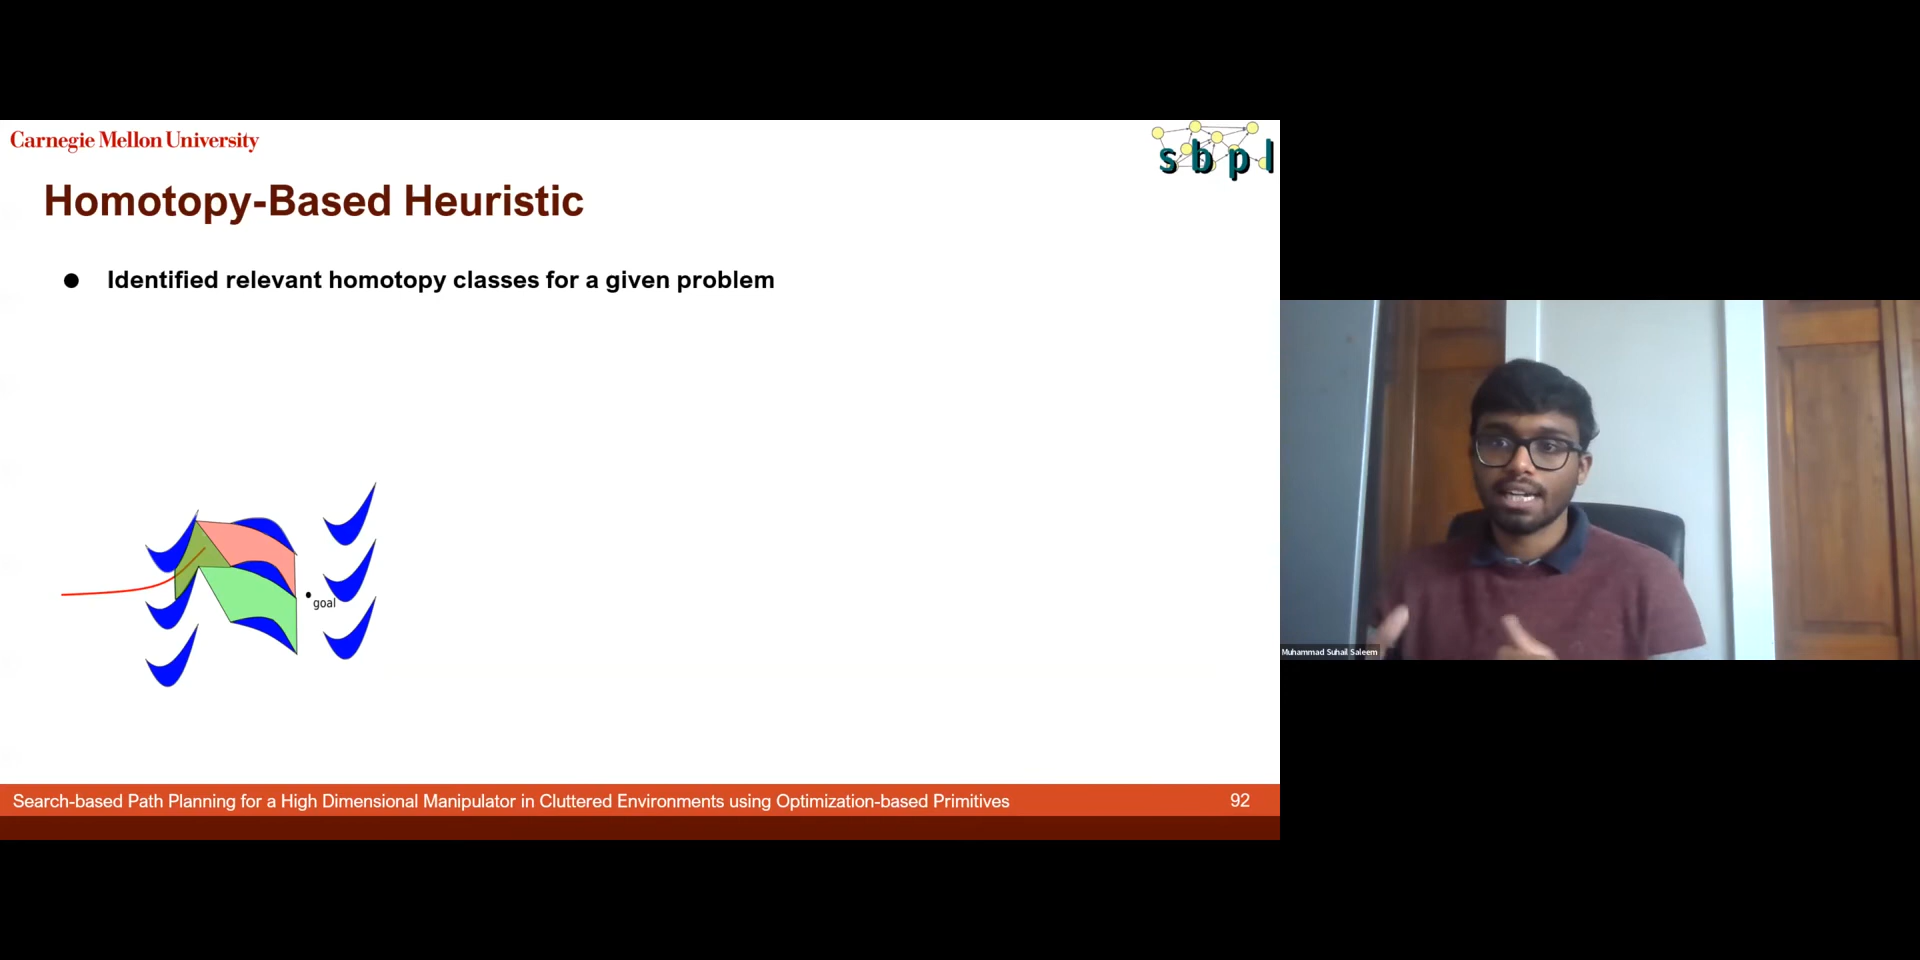 Carnegie Mellon University
sbpl
Homotopy-Based Heuristic
● Identified relevant homotopy classes for a given problem
goal
Muhammad Suhail Saleem
Search-based Path Planning for a High Dimensional Manipulator in Cluttered Environments using Optimization-based Primitives 92